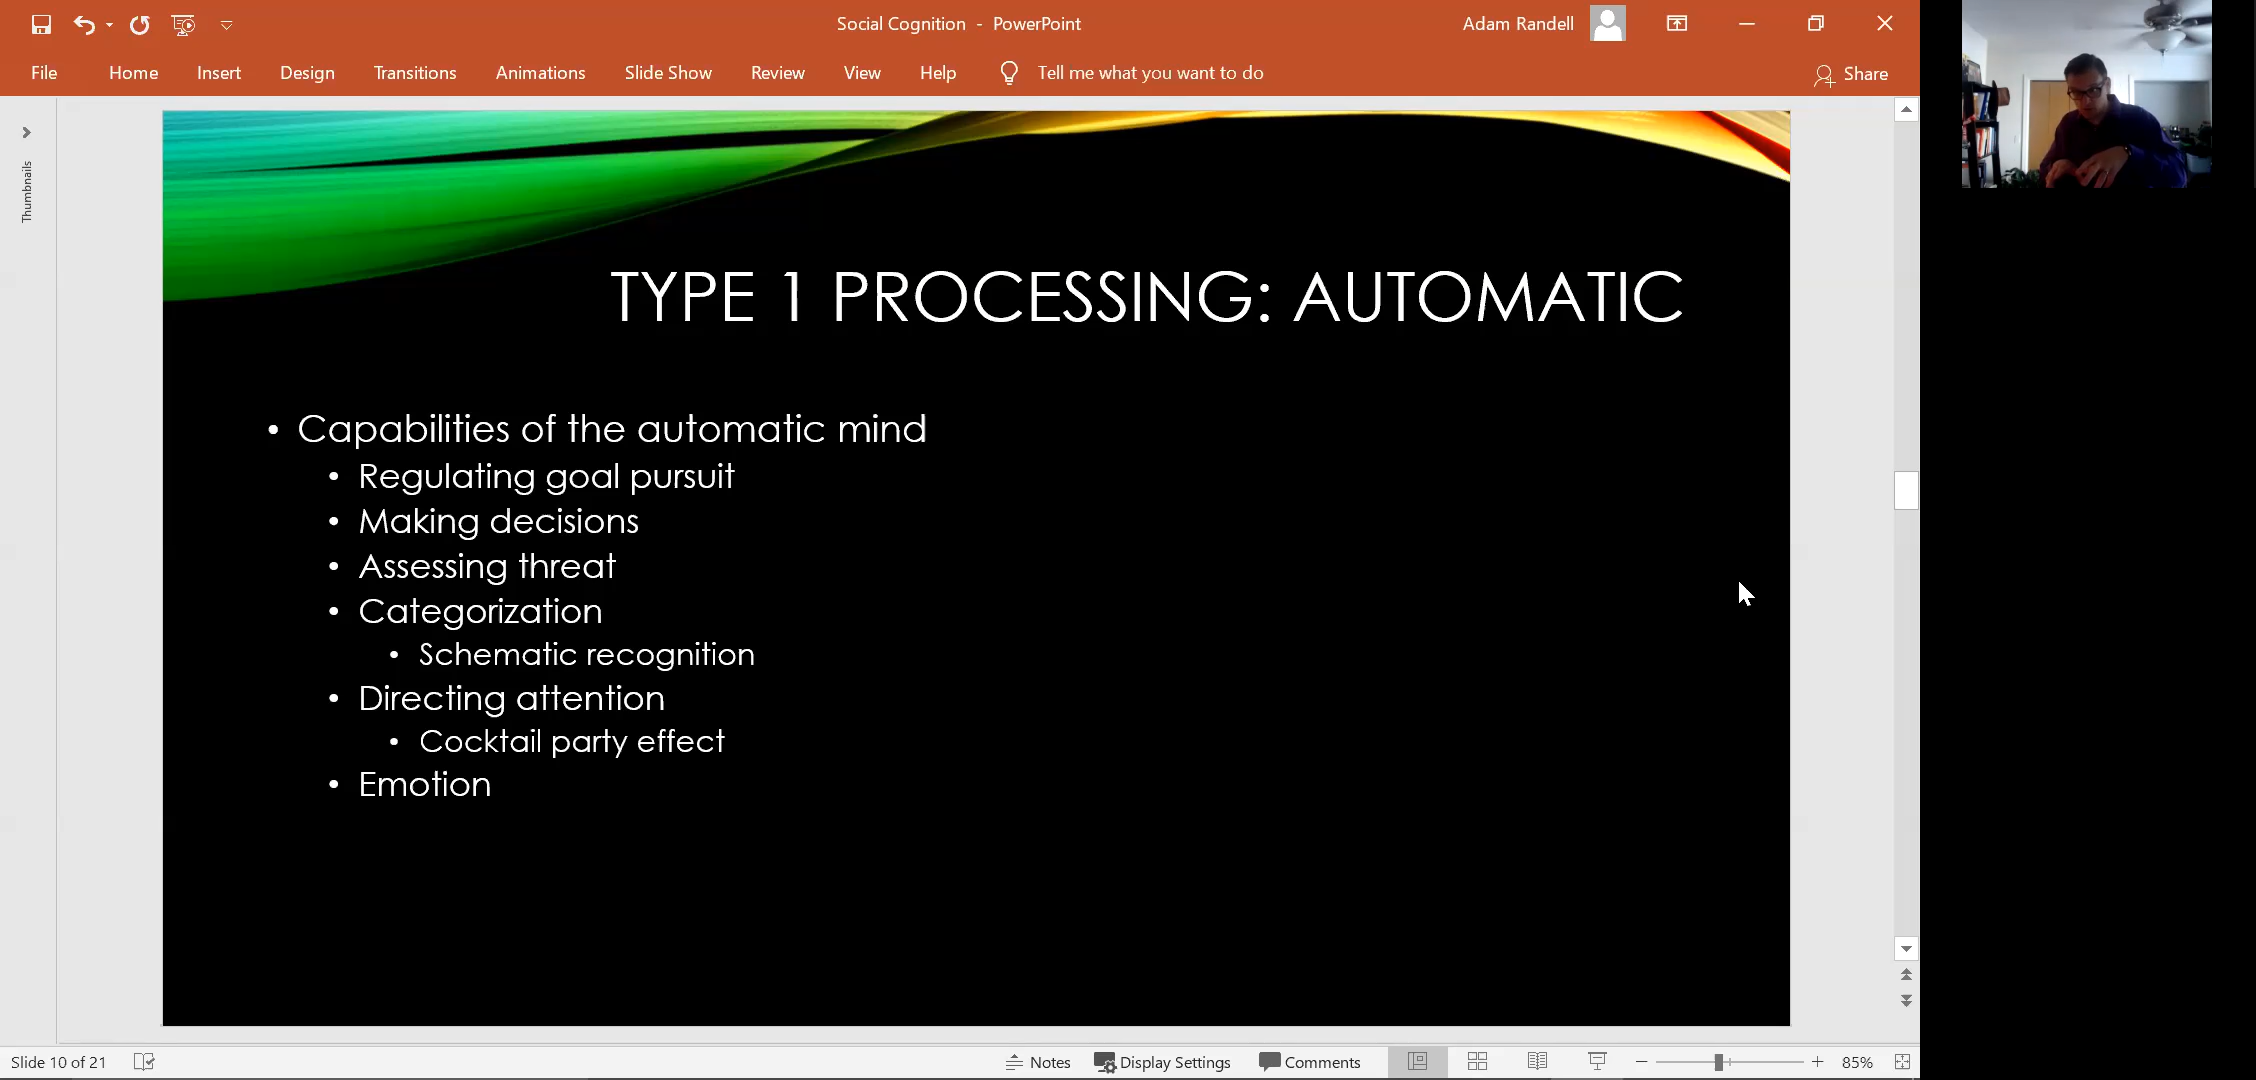 Social Cognition - PowerPoint
Adam Randell
File Home Insert Design Transitions Animations Slide Show Review View Help Tell me what you want to do Share
Thumbnails
TYPE 1 PROCESSING: AUTOMATIC
• Capabilities of the automatic mind
• Regulating goal pursuit
• Making decisions
• Assessing threat
• Categorization
• Schematic recognition
• Directing attention
• Cocktail party effect
• Emotion
Slide 10 of 21 Notes Display Settings Comments 85%